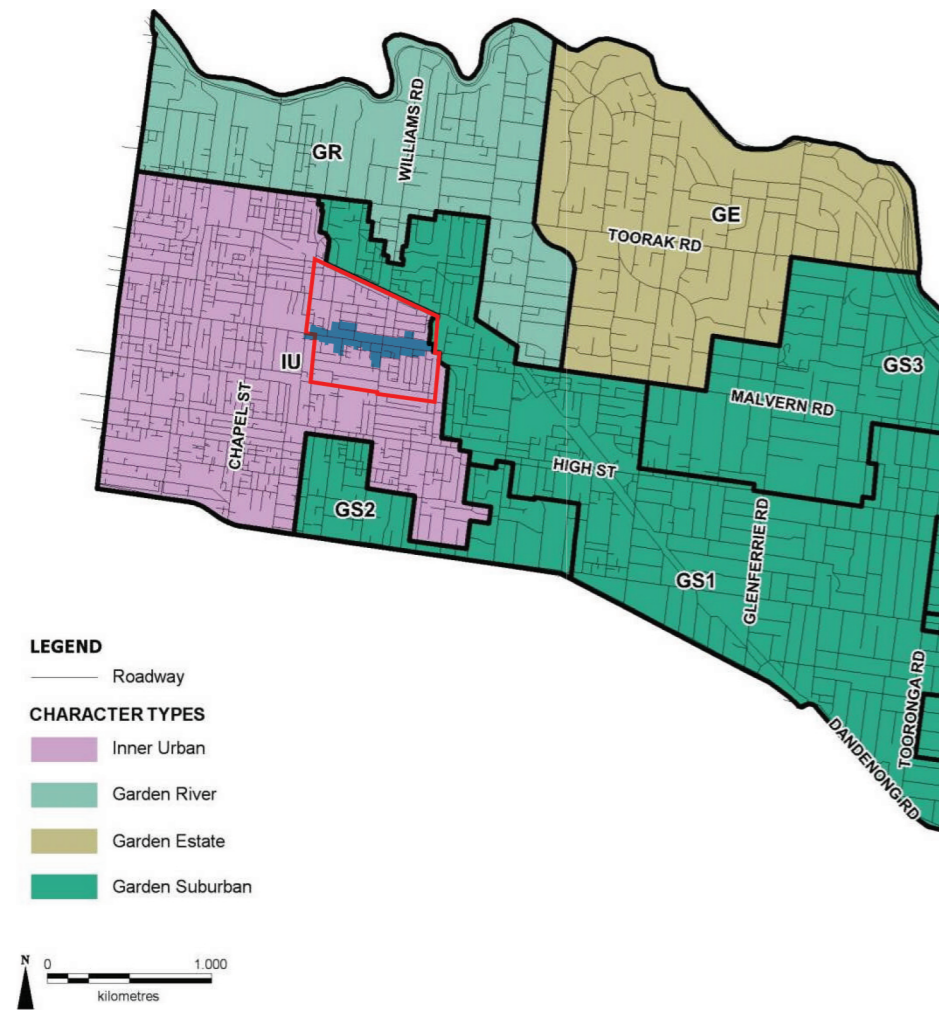 WILLIAMS RD
GR
GE
TOORAK RD
GS3
IU
MALVERN RD
CHAPEL ST
HIGH ST
GS2
GLENFERRIE RD
GS1
TOORONGA RD
DANDENONG RD
LEGEND
Roadway
CHARACTER TYPES
Inner Urban
Garden River
Garden Estate
Garden Suburban
N
0 1.000
kilometres